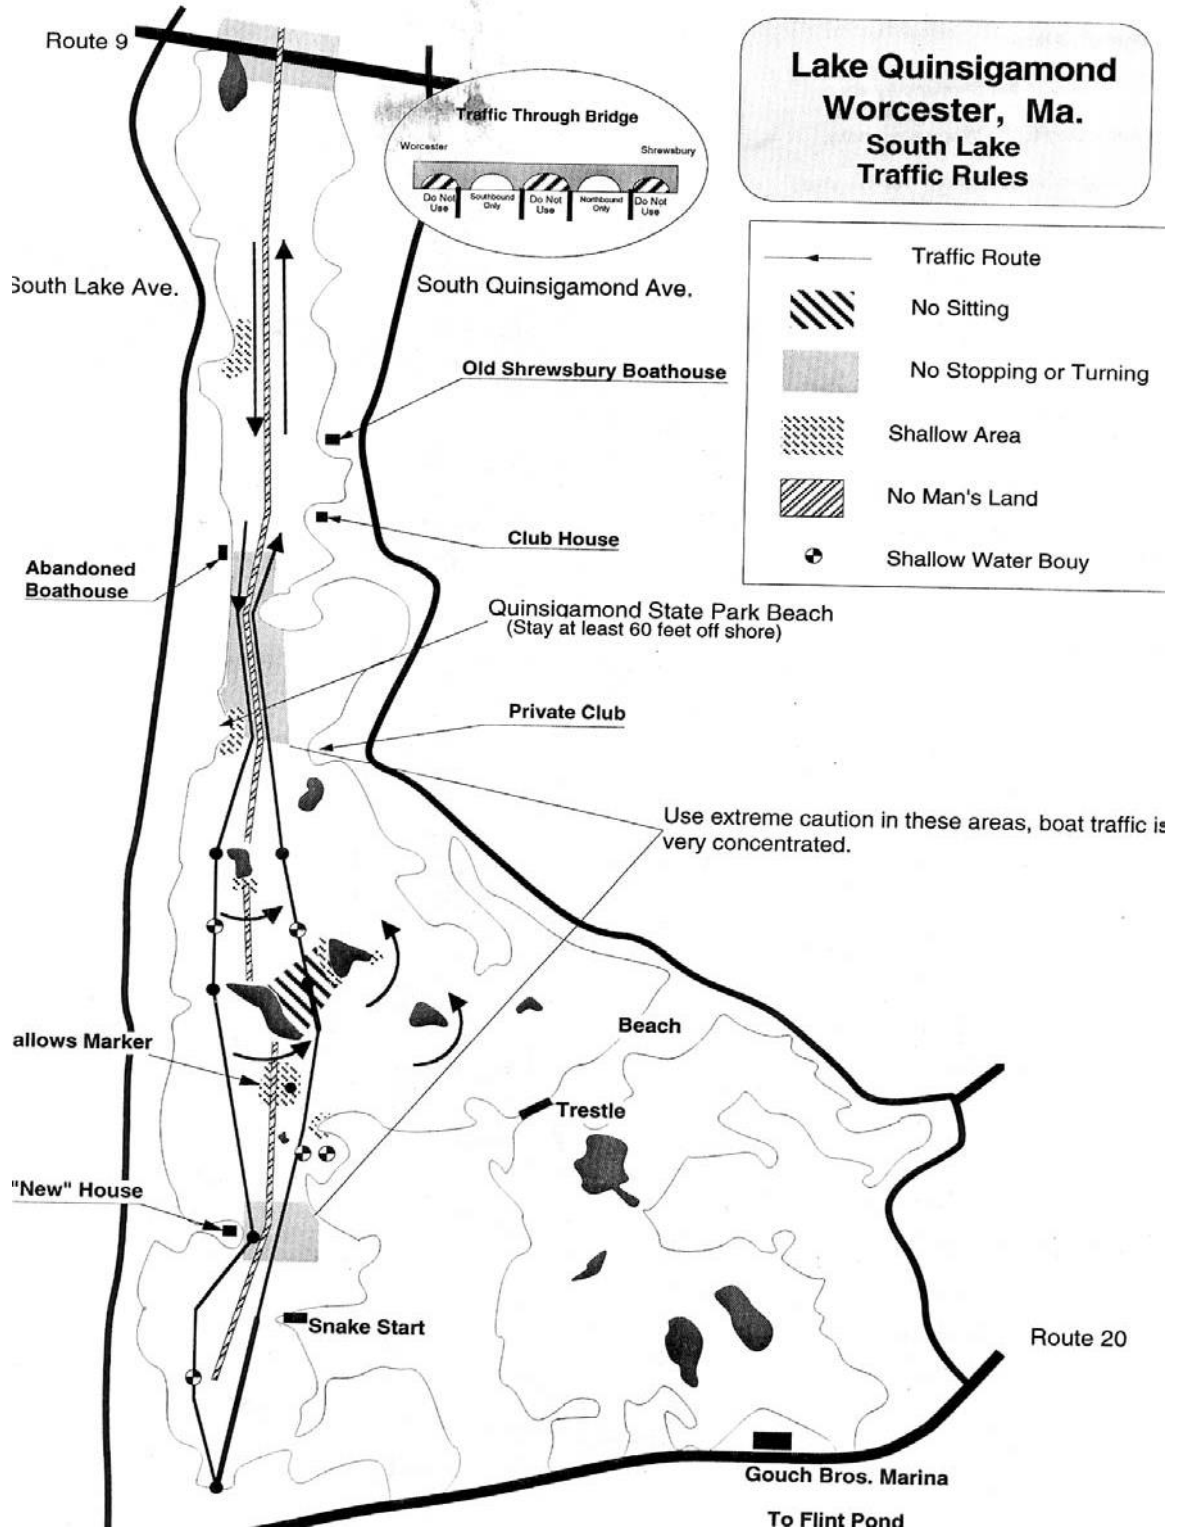 Route 9
Lake Quinsigamond
Worcester, Ma.
South Lake
Traffic Rules
Traffic Through Bridge
Worcester
Shrewsbury
Do Not
Use
Southbound
Only
Do Not
Use
Northbound
Only
Do Not
Use
Traffic Route
No Sitting
No Stopping or Turning
Shallow Area
No Man's Land
Shallow Water Bouy
South Lake Ave.
South Quinsigamond Ave.
Old Shrewsbury Boathouse
Club House
Abandoned
Boathouse
Quinsigamond State Park Beach
(Stay at least 60 feet off shore)
Private Club
Use extreme caution in these areas, boat traffic is
very concentrated.
Beach
allows Marker
Trestle
"New" House
Snake Start
Route 20
Gouch Bros. Marina
To Flint Pond